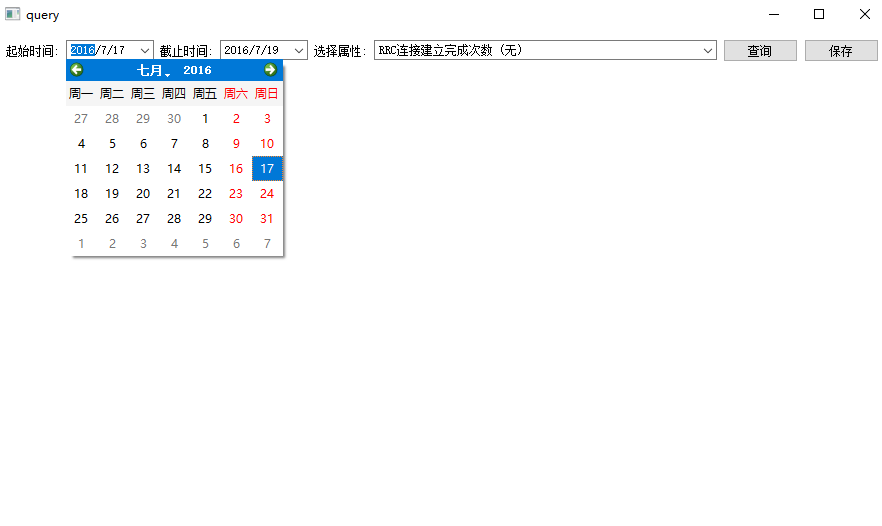 query
起始时间: 2016/7/17 截止时间: 2016/7/19 选择属性: RRC连接建立完成次数 (无) 查询 保存
七月 2016
周一 周二 周三 周四 周五 周六 周日
27 28 29 30 1 2 3
4 5 6 7 8 9 10
11 12 13 14 15 16 17
18 19 20 21 22 23 24
25 26 27 28 29 30 31
1 2 3 4 5 6 7